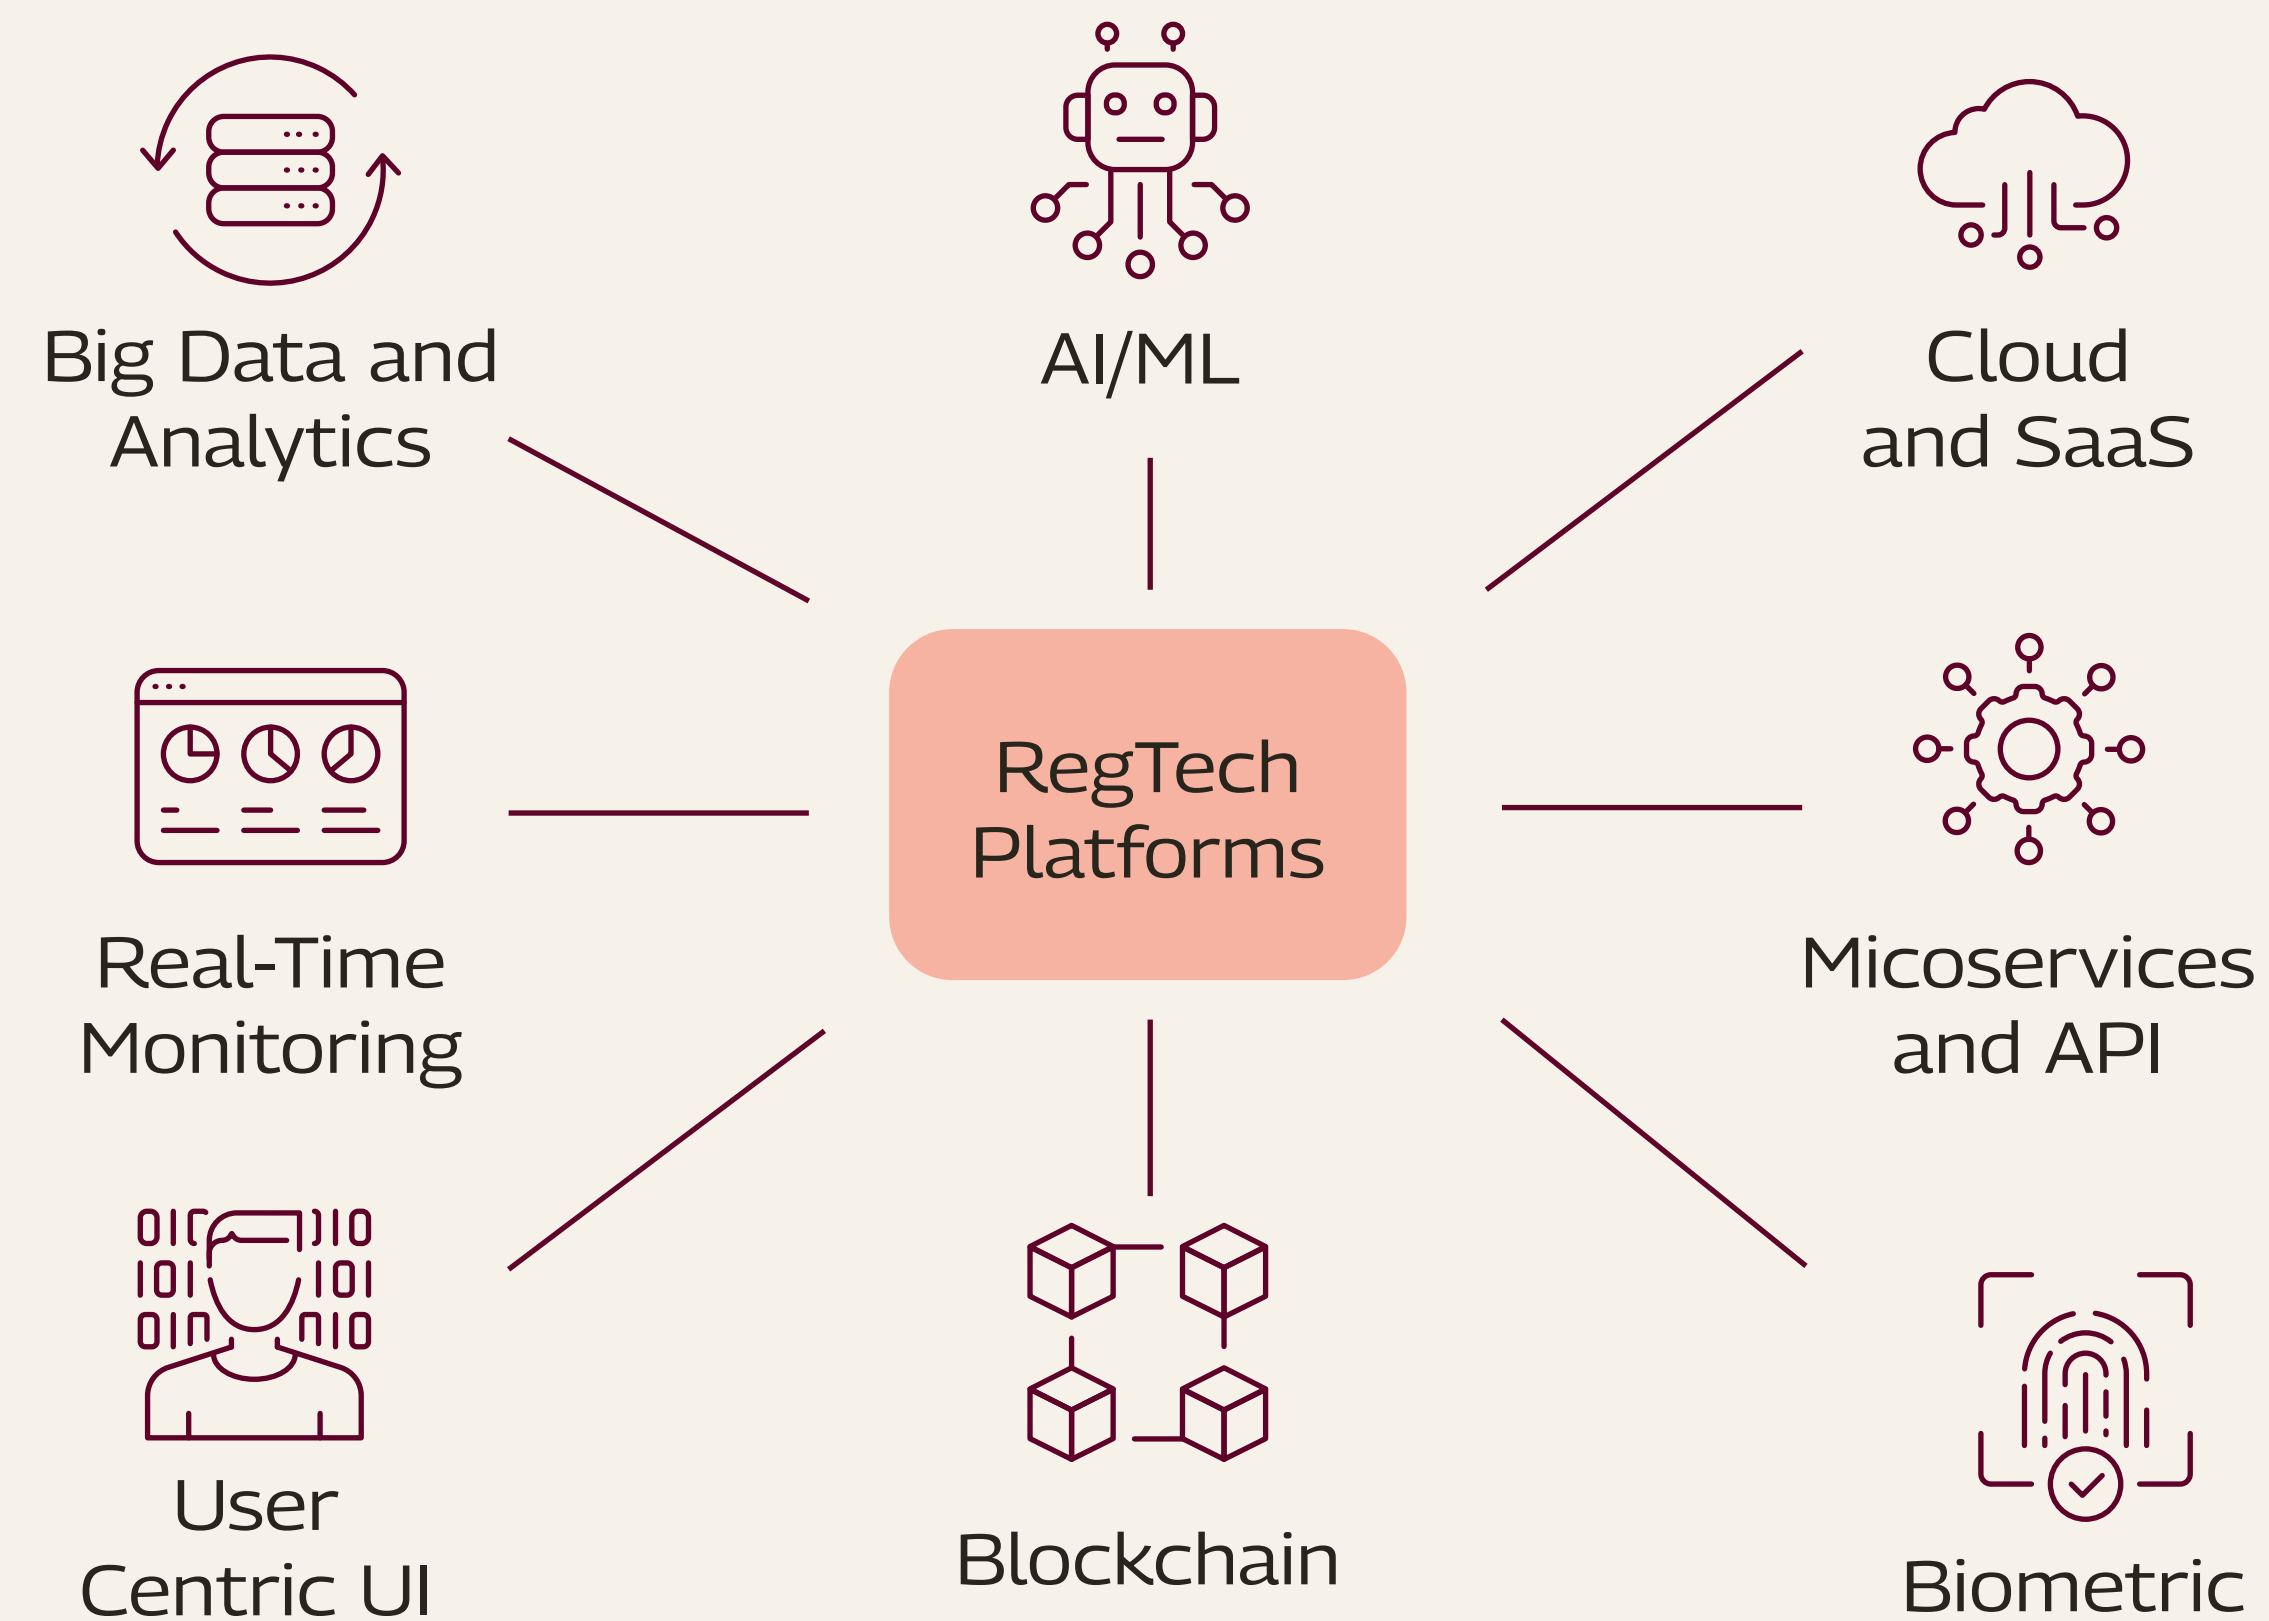 Big Data and
Analytics
AI/ML
Cloud
and SaaS
RegTech
Platforms
Real-Time
Monitoring
Micoservices
and API
User
Centric UI
Blockchain
Biometric